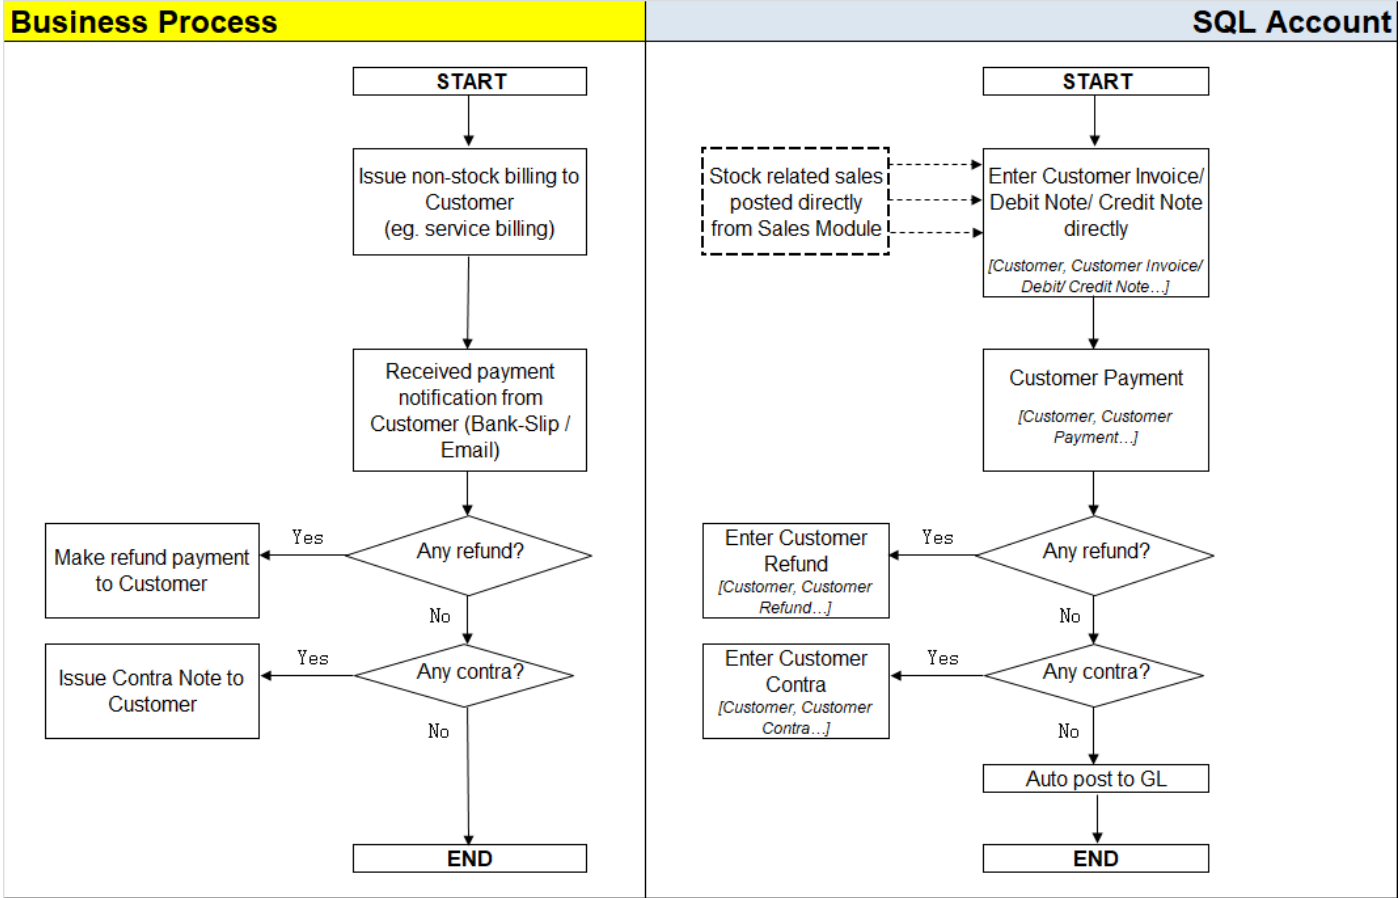 Business Process
START
Issue non-stock billing to
Customer
(eg. service billing)
Received payment
notification from
Customer (Bank-Slip /
Email)
Any refund?
Yes
Make refund payment
to Customer
No
Any contra?
Yes
Issue Contra Note to
Customer
No
END
SQL Account
START
Stock related sales
posted directly
from Sales Module
Enter Customer Invoice/
Debit Note/ Credit Note
directly
[Customer, Customer Invoice/
Debit/ Credit Note...]
Customer Payment
[Customer, Customer
Payment...]
Any refund?
Yes
Enter Customer
Refund
[Customer, Customer
Refund...]
No
Any contra?
Yes
Enter Customer
Contra
[Customer, Customer
Contra...]
No
Auto post to GL
END